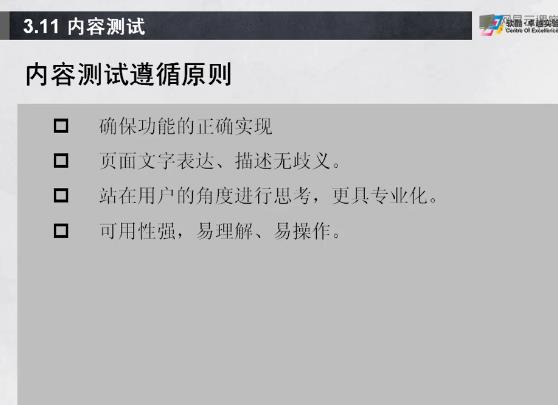 3.11 内容测试
软酷·卓越实验
Centre Of Excellence
内容测试遵循原则
确保功能的正确实现
页面文字表达、描述无歧义。
站在用户的角度进行思考，更具专业化。
可用性强，易理解、易操作。